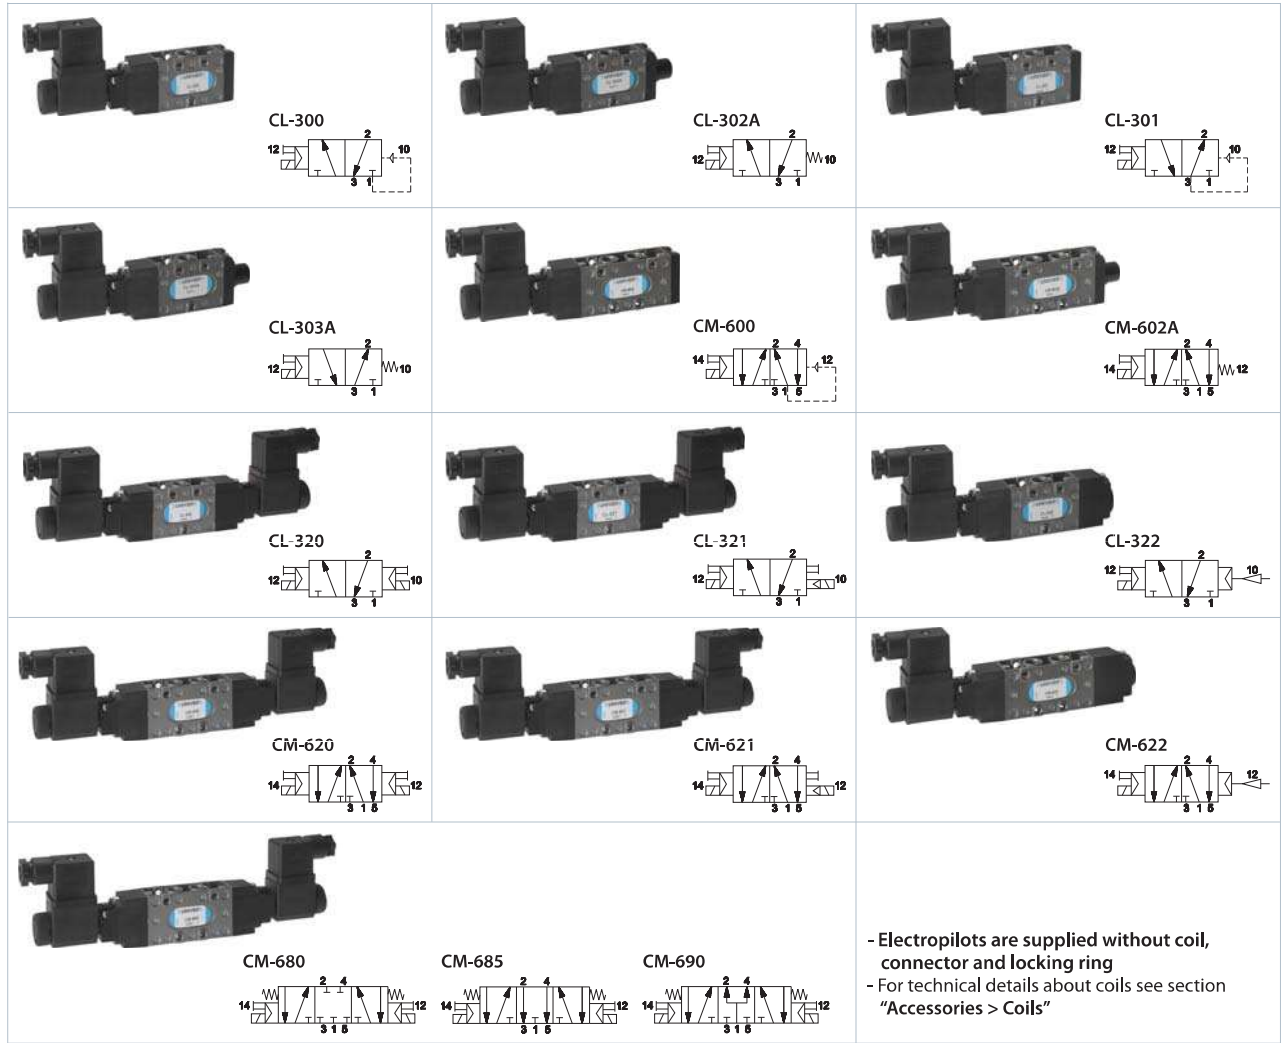 CL-300
2
12
10
3 1
CL-302A
2
12
10
3 1
CL-301
2
12
10
3 1
CL-303A
2
12
10
3 1
CM-600
2 4
14
12
3 1 5
CM-602A
2 4
14
12
3 1 5
CL-320
2
12
10
3 1
CL-321
2
12
10
3 1
CL-322
2
12
10
3 1
CM-620
2 4
14
12
3 1 5
CM-621
2 4
14
12
3 1 5
CM-622
2 4
14
12
3 1 5
CM-680
2 4
14
12
3 1 5
CM-685
2 4
14
12
3 1 5
CM-690
2 4
14
12
3 1 5
- Electropilots are supplied without coil,
connector and locking ring
- For technical details about coils see section
"Accessories > Coils"